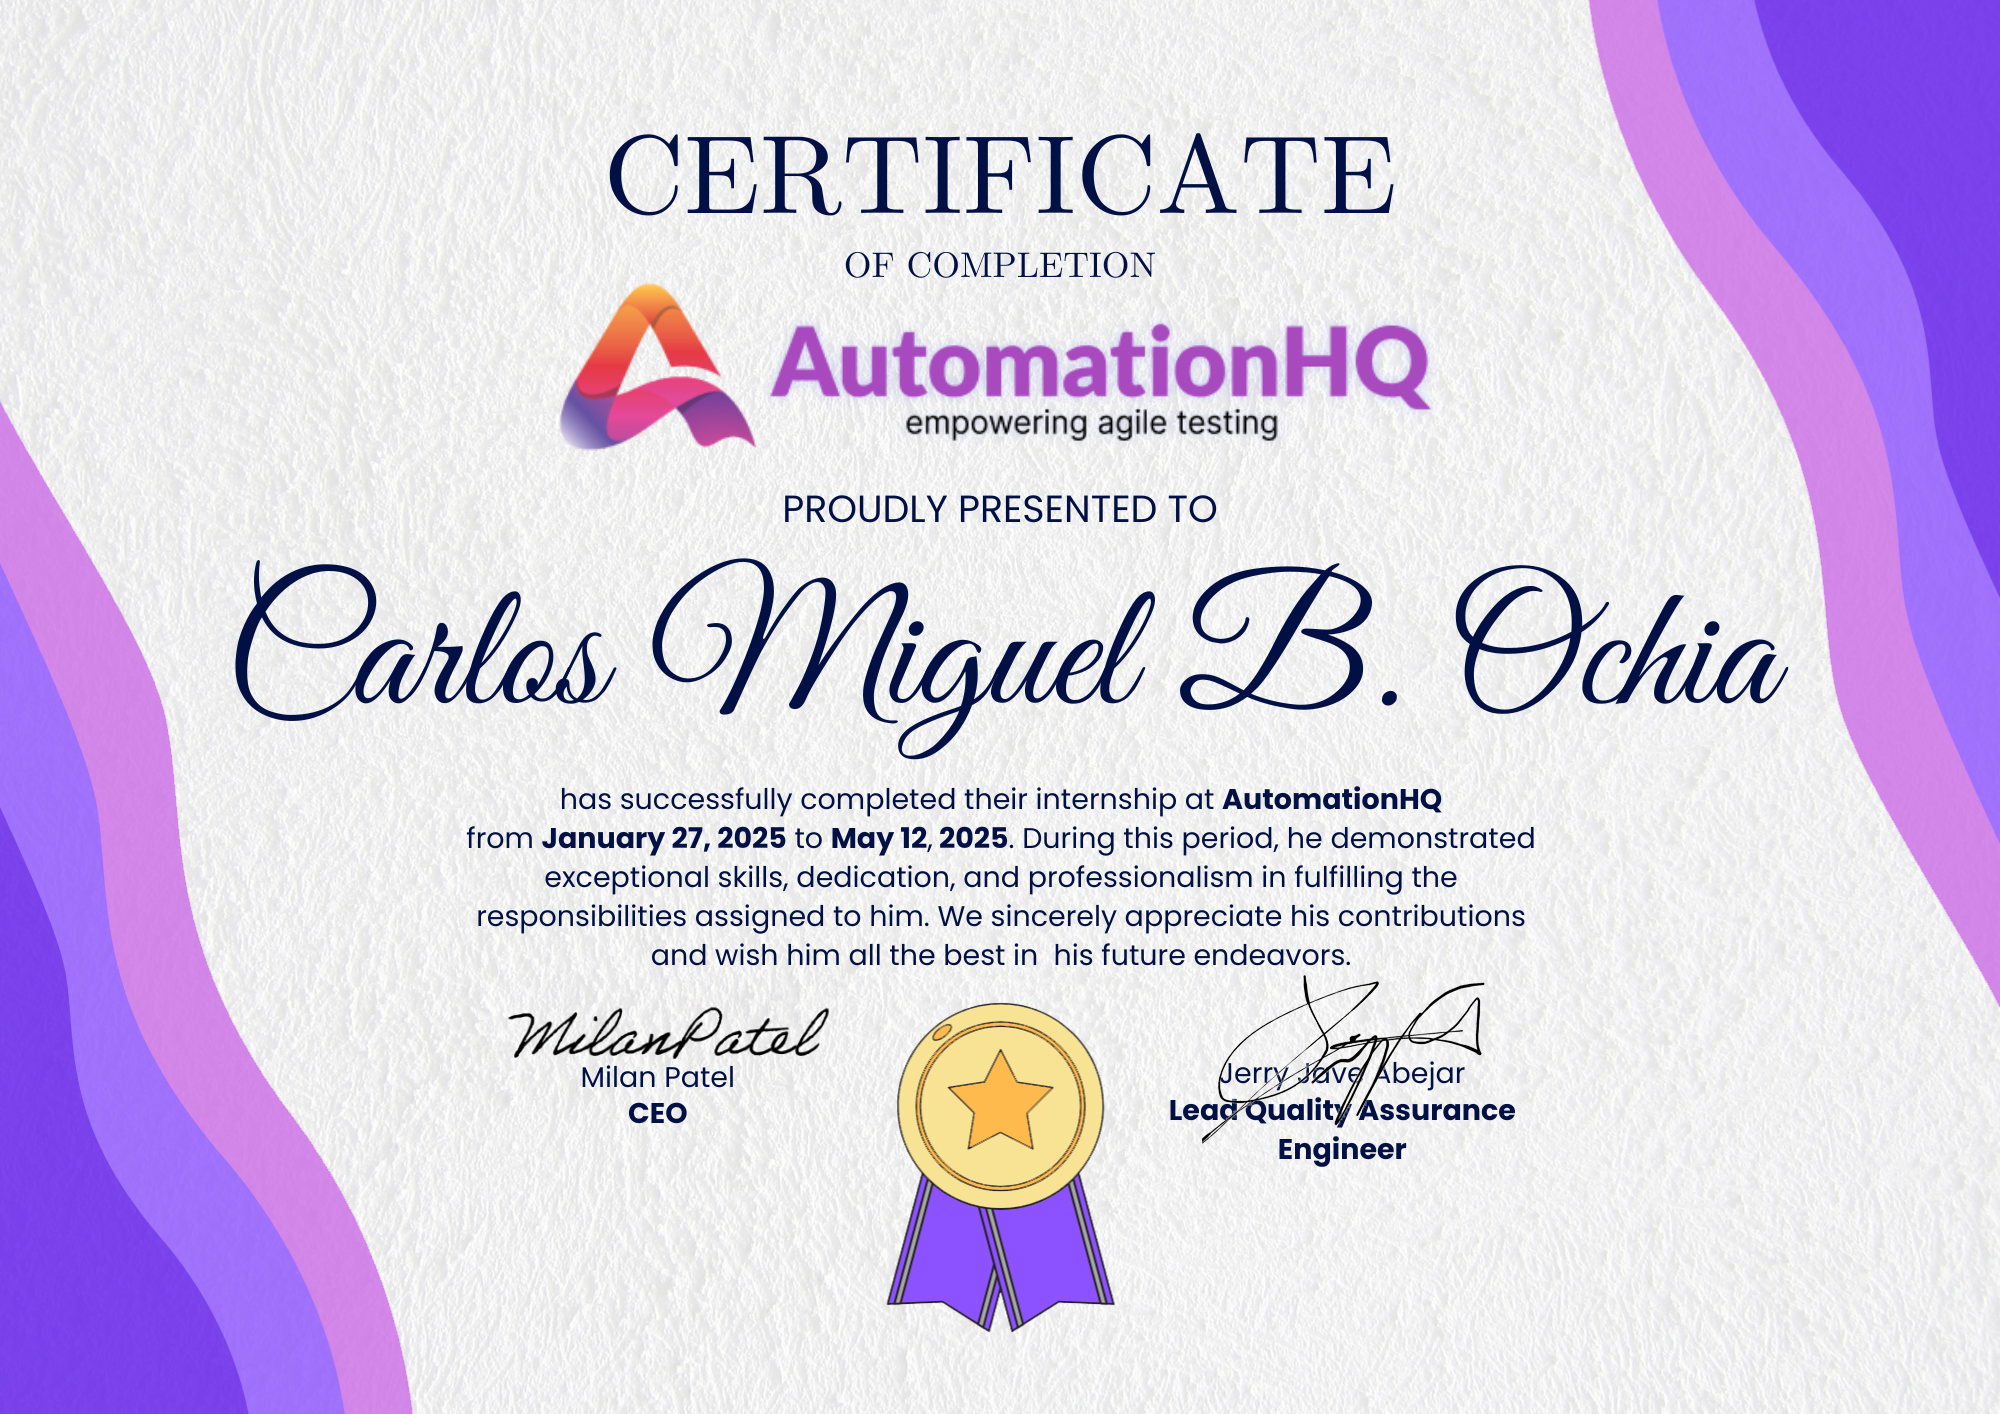 CERTIFICATE
OF COMPLETION
AutomationHQ
empowering agile testing
PROUDLY PRESENTED TO
Carlos Miguel B. Ochia
has successfully completed their internship at AutomationHQ
from January 27, 2025 to May 12, 2025. During this period, he demonstrated
exceptional skills, dedication, and professionalism in fulfilling the
responsibilities assigned to him. We sincerely appreciate his contributions
and wish him all the best in  his future endeavors.
MilanPatel
Milan Patel
CEO
Jerry Jave Abejar
Lead Quality Assurance
Engineer